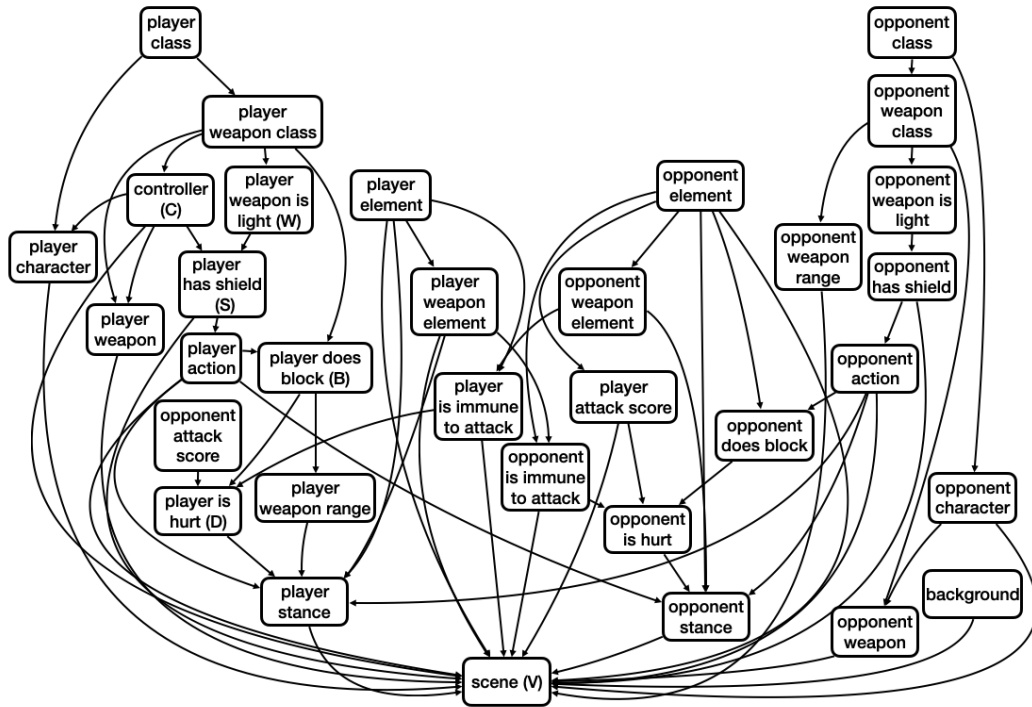 player
class
opponent
class
player
weapon class
opponent
weapon
class
controller
(C)
player
weapon is
light (W)
player
element
opponent
element
opponent
weapon is
light
player
character
player
has shield
(S)
opponent
weapon
range
opponent
has shield
player
weapon
element
opponent
weapon
element
player
weapon
player
action
player does
block (B)
player
is immune
to attack
player
attack score
opponent
action
opponent
attack
score
opponent
does block
opponent
is immune
to attack
player is
hurt (D)
player
weapon range
opponent
is hurt
opponent
character
player
stance
opponent
stance
background
opponent
weapon
scene (V)